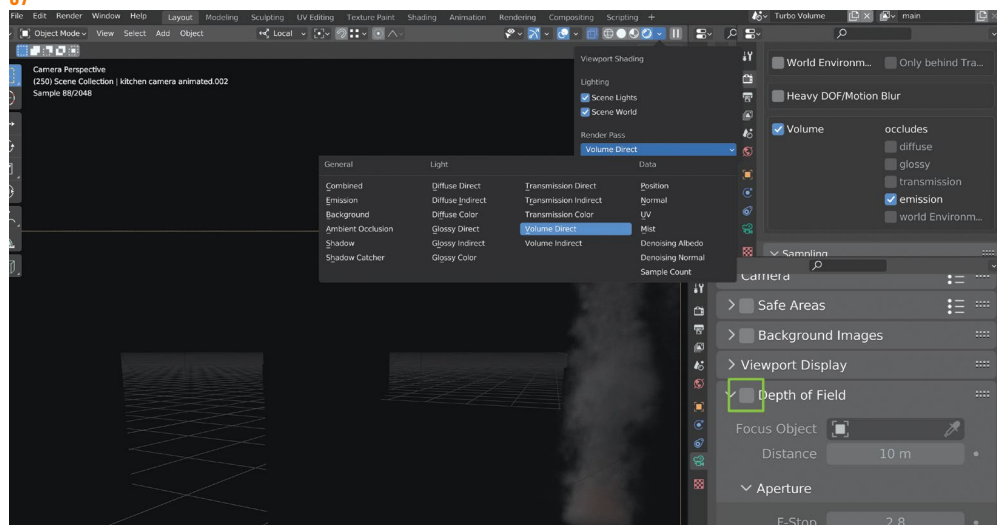 07
File Edit Render Window Help Layout Modeling Sculpting UV Editing Texture Paint Shading Animation Rendering Compositing Scripting + Turbo Volume main
Object Mode View Select Add Object Local
Camera Perspective
(250) Scene Collection | kitchen camera animated.002
Sample 88/2048
Viewport Shading
Lighting
Scene Lights
Scene World
Render Pass
Volume Direct
General Light Data
Combined Diffuse Direct Transmission Direct Position
Emission Diffuse Indirect Transmission Indirect Normal
Background Diffuse Color Transmission Color UV
Ambient Occlusion Glossy Direct Volume Direct Mist
Shadow Glossy Indirect Volume Indirect Denoising Albedo
Shadow Catcher Glossy Color Denoising Normal
Sample Count
World Environm... Only behind Tra...
Heavy DOF/Motion Blur
Volume occludes
diffuse
glossy
transmission
emission
world Environm...
Sampling
Camera
Safe Areas
Background Images
Viewport Display
Depth of Field
Focus Object
Distance 10 m
Aperture
F-Stop 2.8